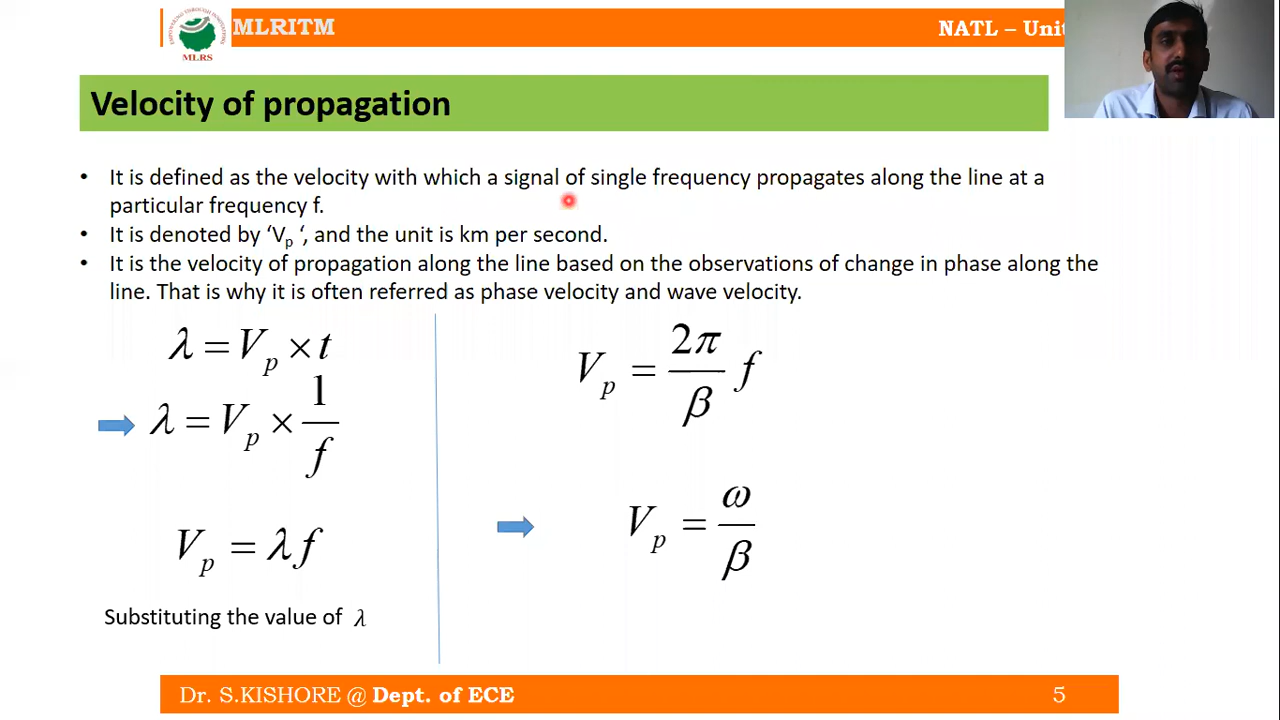 EMPOWERING THROUGH INNOVATIONS
MLRS
MLRITM
NATL – Unit
Velocity of propagation
• It is defined as the velocity with which a signal of single frequency propagates along the line at a
particular frequency f.
• It is denoted by ‘Vₚ ‘, and the unit is km per second.
• It is the velocity of propagation along the line based on the observations of change in phase along the
line. That is why it is often referred as phase velocity and wave velocity.
λ = Vₚ × t
λ = Vₚ × 1/f
Vₚ = λ f
Substituting the value of λ
Vₚ = 2π/β f
Vₚ = ω/β
Dr. S.KISHORE @ Dept. of ECE
5